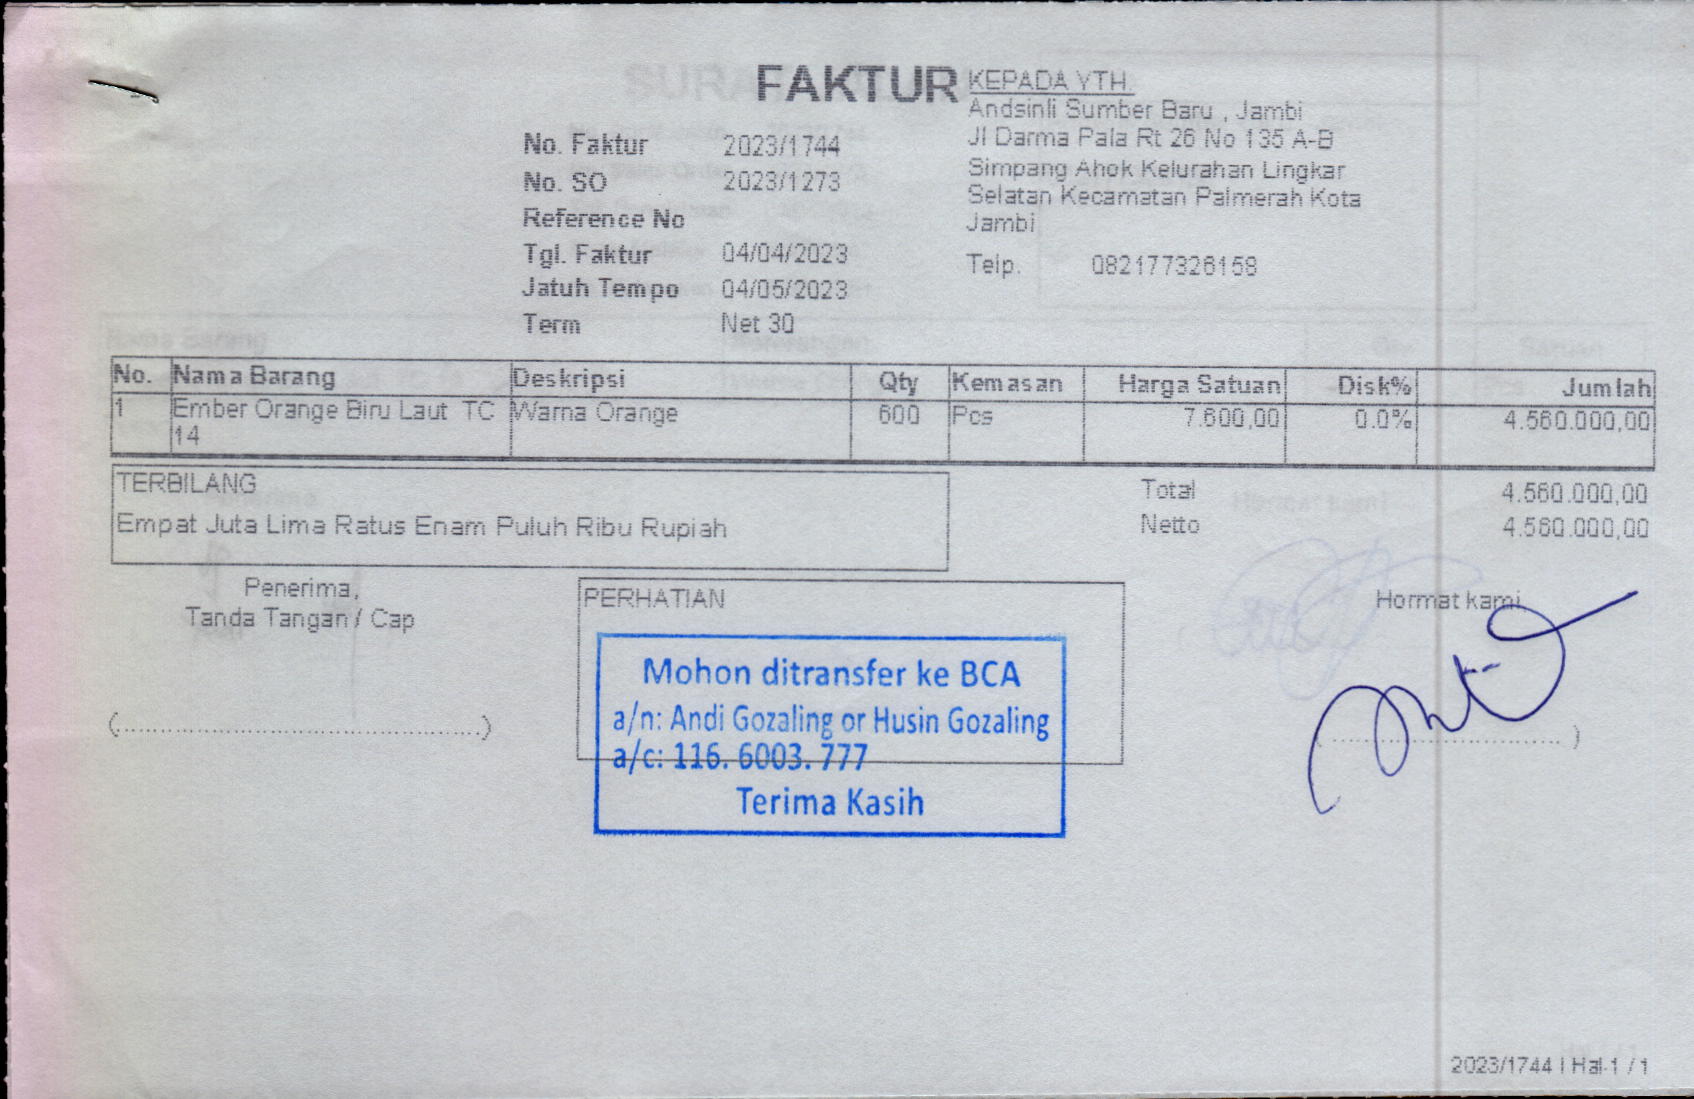 FAKTUR
No. Faktur 2023/1744
No. SO 2023/1273
Reference No
Tgl. Faktur 04/04/2023
Jatuh Tempo 04/05/2023
Term Net 30
KEPADA YTH.
Andsinli Sumber Baru , Jambi
Jl Darma Pala Rt 26 No 135 A-B
Simpang Ahok Kelurahan Lingkar
Selatan Kecamatan Palmerah Kota
Jambi
Telp. 082177326158
No. Nama Barang Deskripsi Qty Kemasan Harga Satuan Disk% Jumlah
1 Ember Orange Biru Laut TC Warna Orange 600 Pcs 7.600,00 0.0% 4.560.000,00
14
TERBILANG
Empat Juta Lima Ratus Enam Puluh Ribu Rupiah
Total 4.560.000,00
Netto 4.560.000,00
Penerima,
Tanda Tangan / Cap
(................................................)
PERHATIAN
Mohon ditransfer ke BCA
a/n: Andi Gozaling or Husin Gozaling
a/c: 116. 6003. 777
Terima Kasih
Hormat kami,
2023/1744 | Hal-1 / 1